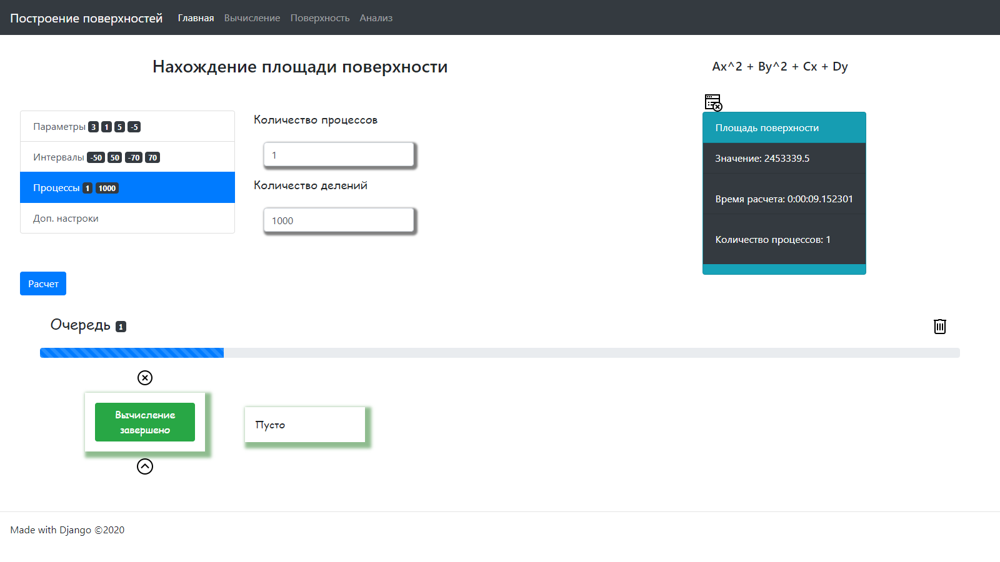 Построение поверхностей Главная Вычисление Поверхность Анализ
Нахождение площади поверхности
Ax^2 + By^2 + Cx + Dy
Параметры 3 1 5 -5
Интервалы -50 50 -70 70
Процессы 1 1000
Доп. настроки
Количество процессов
1
Количество делений
1000
Площадь поверхности
Значение: 2453339.5
Время расчета: 0:00:09.152301
Количество процессов: 1
Расчет
Очередь 1
Вычисление
завершено
Пусто
Made with Django ©2020